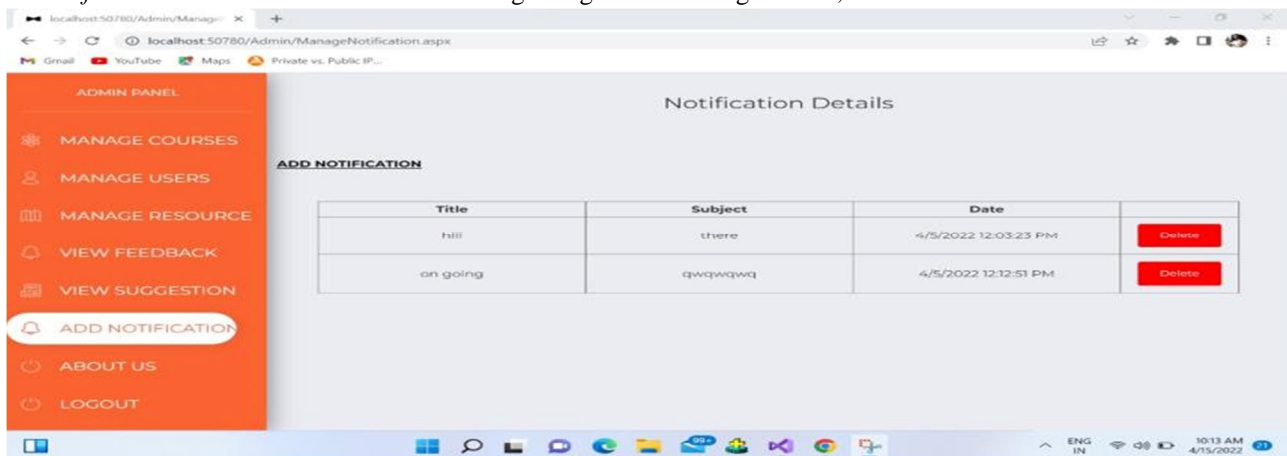 localhost:50780/Admin/Manage
localhost:50780/Admin/ManageNotification.aspx
Gmail YouTube Maps Private vs. Public IP...
ADMIN PANEL
Notification Details
MANAGE COURSES
ADD NOTIFICATION
MANAGE USERS
Title Subject Date
MANAGE RESOURCE
hiii there 4/5/2022 12:03:23 PM Delete
VIEW FEEDBACK
on going qwqwqwq 4/5/2022 12:12:51 PM Delete
VIEW SUGGESTION
ADD NOTIFICATION
ABOUT US
LOGOUT
99+ ENG 10:13 AM
IN 4/15/2022 21